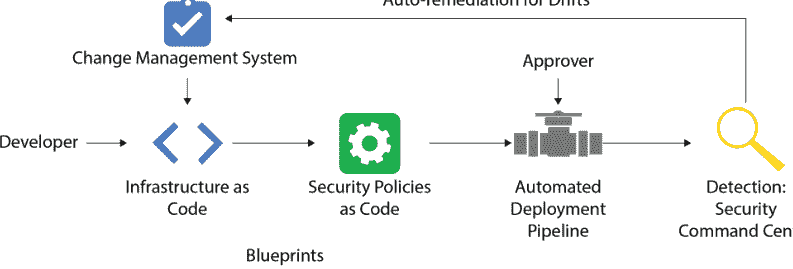 Auto-remediation for Drifts
Change Management System
Approver
Developer
Infrastructure as
Code
Security Policies
as Code
Automated
Deployment
Pipeline
Detection:
Security
Command Cen
Blueprints